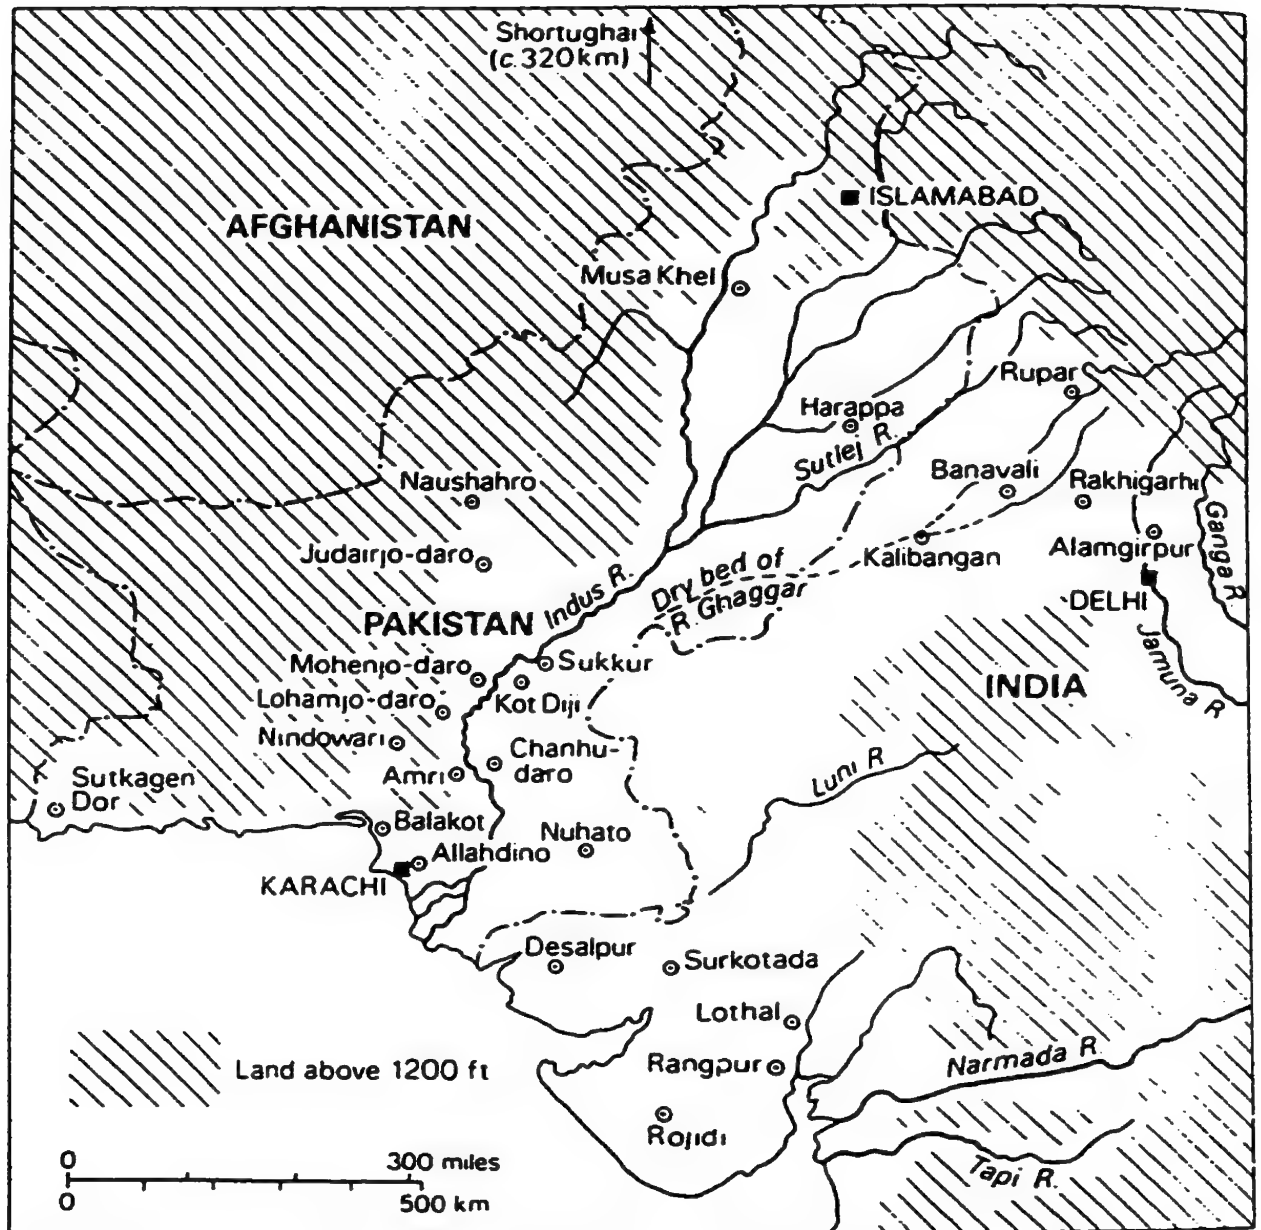 Shortughai
(c.320km)
ISLAMABAD
AFGHANISTAN
Musa Khel
Rupar
Harappa
Sutlej R.
Naushahro
Banavali
Rakhigarhi
Ganga R
Judairjo-daro
Kalibangan
Alamgirpur
Indus R.
Dry bed of
R. Ghaggar
DELHI
PAKISTAN
Jamuna R
Mohenjo-daro
Sukkur
INDIA
Lohamjo-daro
Kot Diji
Nindowari
Chanhu-
daro
Amri
Luni R
Sutkagen
Dor
Balakot
Nuhato
Allahdino
KARACHI
Desalpur
Surkotada
Lothal
Narmada R
Rangpur
Land above 1200 ft
Rojidi
Tapi R.
0 300 miles
0 500 km